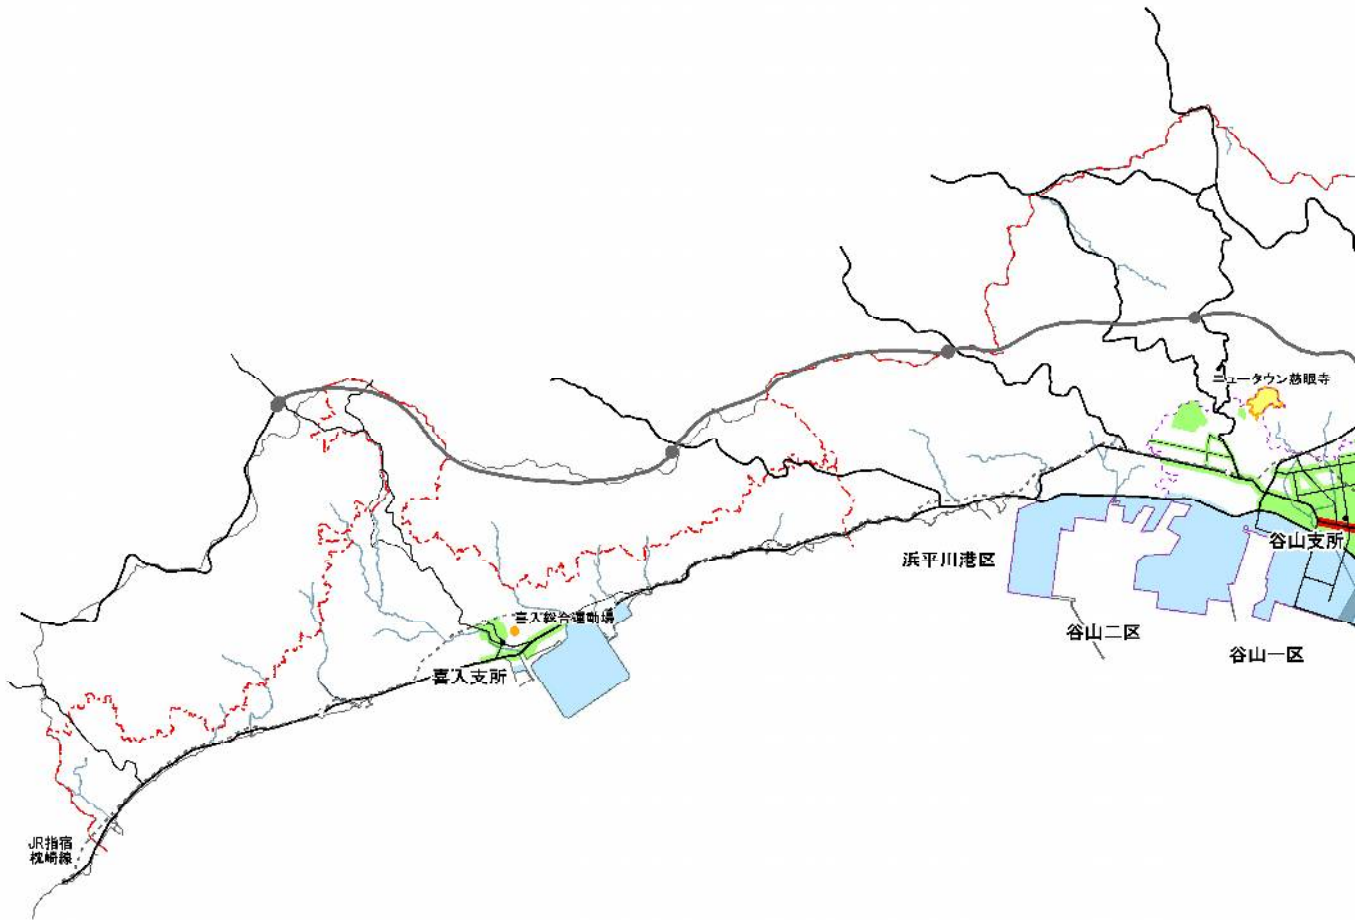 ニュータウン慈眼寺
谷山支所
浜平川港区
喜入総合運動場
谷山二区
谷山一区
喜入支所
JR指宿
枕崎線